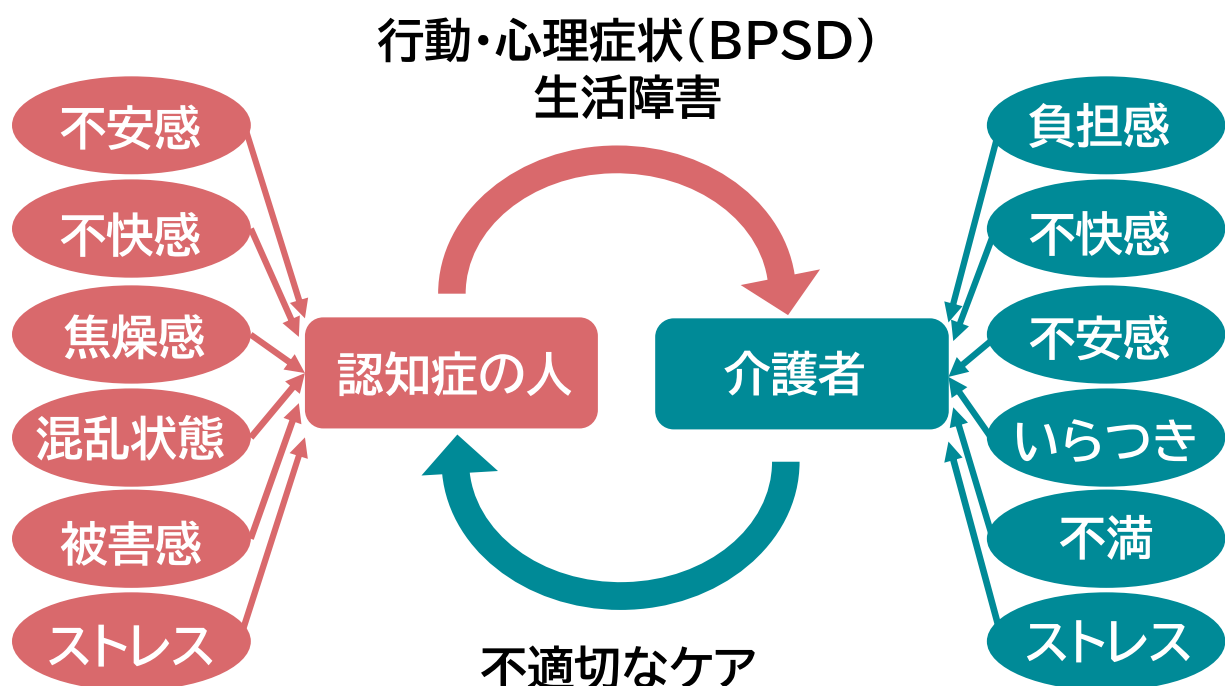 行動・心理症状（BPSD）
生活障害
不安感
不快感
焦燥感
混乱状態
被害感
ストレス
認知症の人
介護者
負担感
不快感
不安感
いらつき
不満
ストレス
不適切なケア